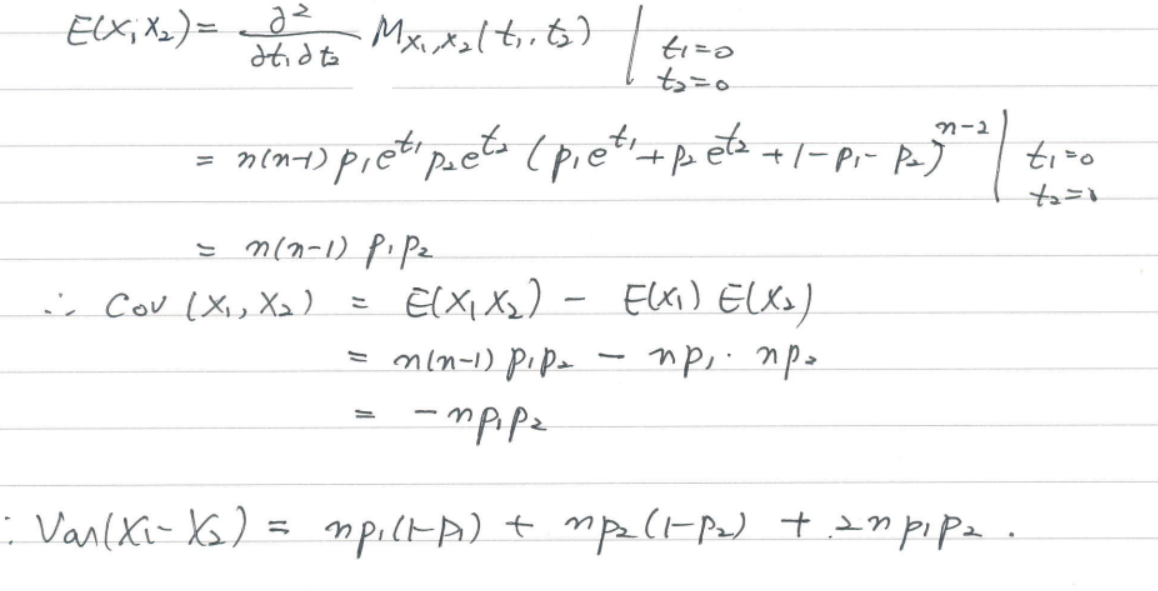 E(X₁X₂) = ∂²/∂t₁∂t₂ M_{X₁,X₂}(t₁, t₂) | t₁=0 t₂=0
= n(n-1) p₁e^{t₁} p₂e^{t₂} (p₁e^{t₁} + p₂e^{t₂} + 1-p₁-p₂)^{n-2} | t₁=0 t₂=0
= n(n-1) p₁p₂
∴ Cov (X₁, X₂) = E(X₁X₂) - E(X₁) E(X₂)
= n(n-1) p₁p₂ - np₁ · np₂
= -np₁p₂
: Var(X₁-X₂) = np₁(1-p₁) + np₂(1-p₂) + 2np₁p₂ .